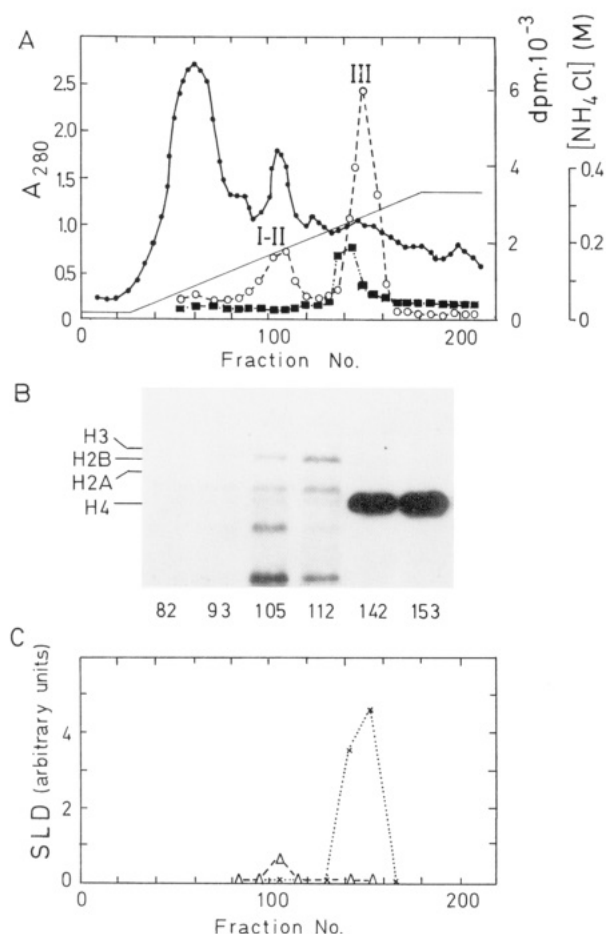 A
III
I-II
A280
2.5
2.0
1.5
1.0
0.5
0
6
4
2
0
dpm·10⁻³
[NH4Cl] (M)
0.4
0.2
0
0 100 200
Fraction No.
B
H3
H2B
H2A
H4
82 93 105 112 142 153
C
SLD (arbitrary units)
4
2
0
0 100 200
Fraction No.